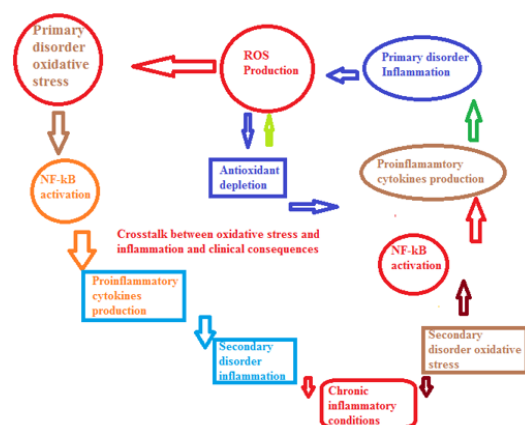 Primary
disorder
oxidative
stress
ROS
Production
Primary disorder
Inflammation
NF-kB
activation
Antioxidant
depletion
Proinflamamtory
cytokines production
Crosstalk between oxidative stress and
inflammation and clinical consequences
NF-kB
activation
Proinflammatory
cytokines
production
Secondary
disorder
inflammation
Secondary
disorder oxidative
stress
Chronic
inflammatory
conditions